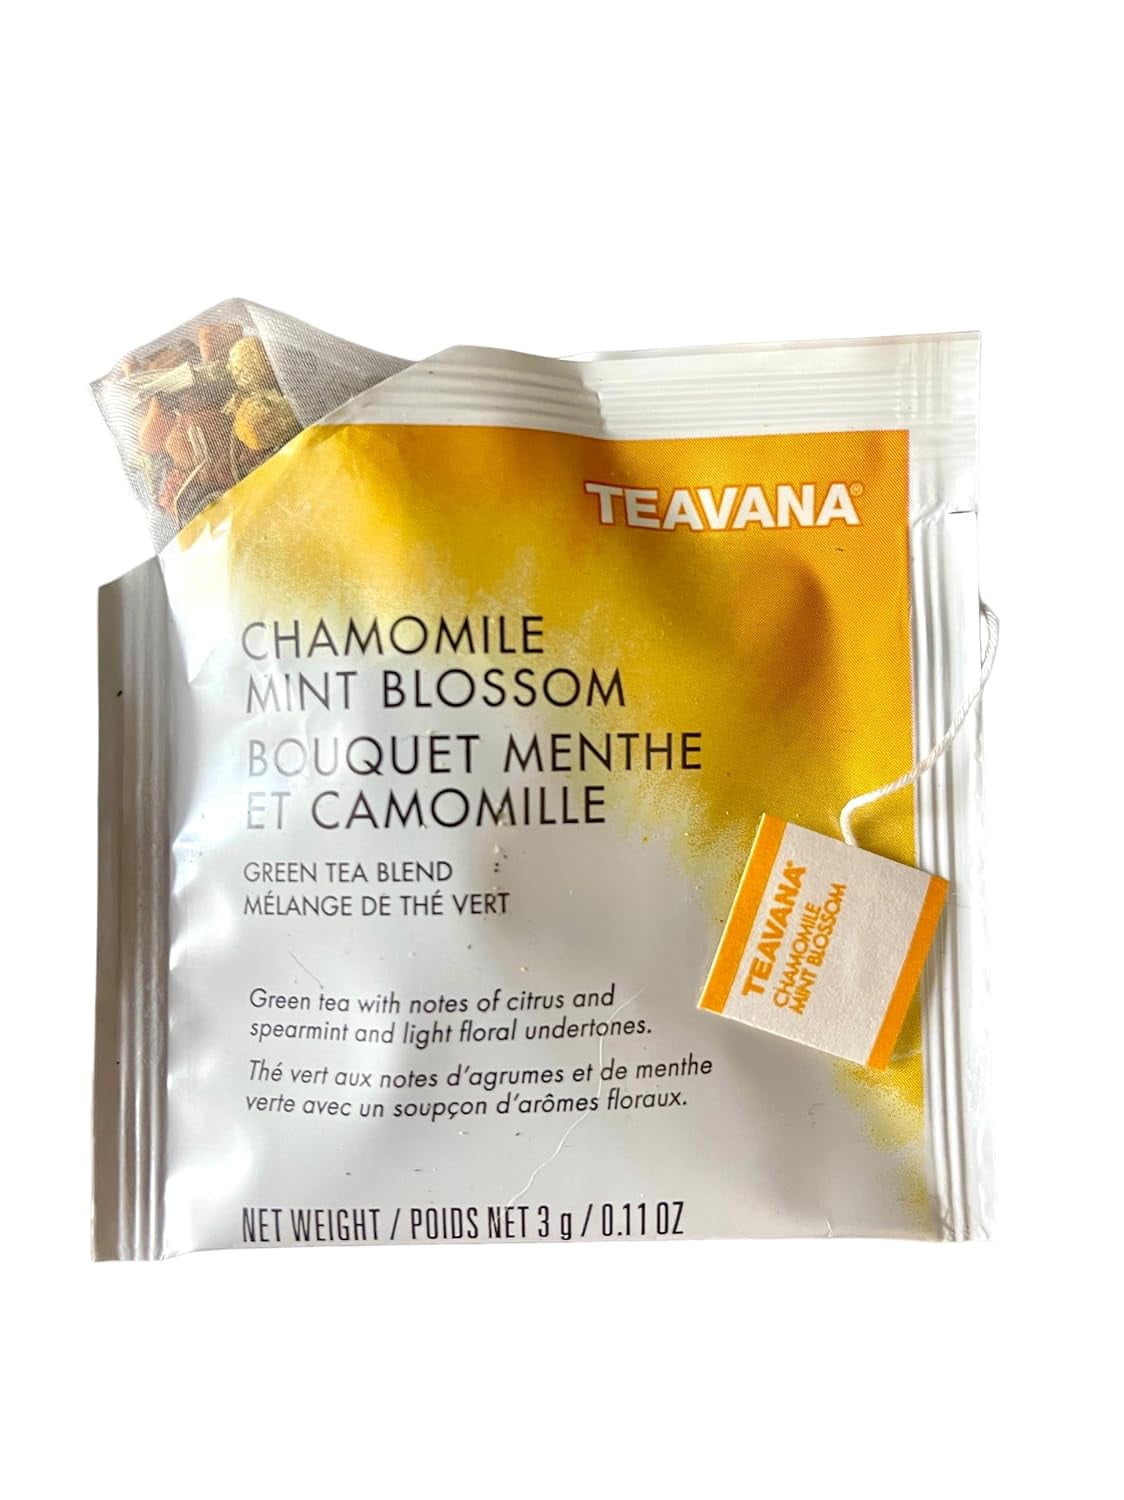 TEAVANA®
CHAMOMILE
MINT BLOSSOM
BOUQUET MENTHE
ET CAMOMILLE
GREEN TEA BLEND
MÉLANGE DE THÉ VERT
Green tea with notes of citrus and
spearmint and light floral undertones.
Thé vert aux notes d'agrumes et de menthe
verte avec un soupçon d'arômes floraux.
NET WEIGHT / POIDS NET 3 g / 0.11 OZ
TEAVANA®
CHAMOMILE
MINT BLOSSOM